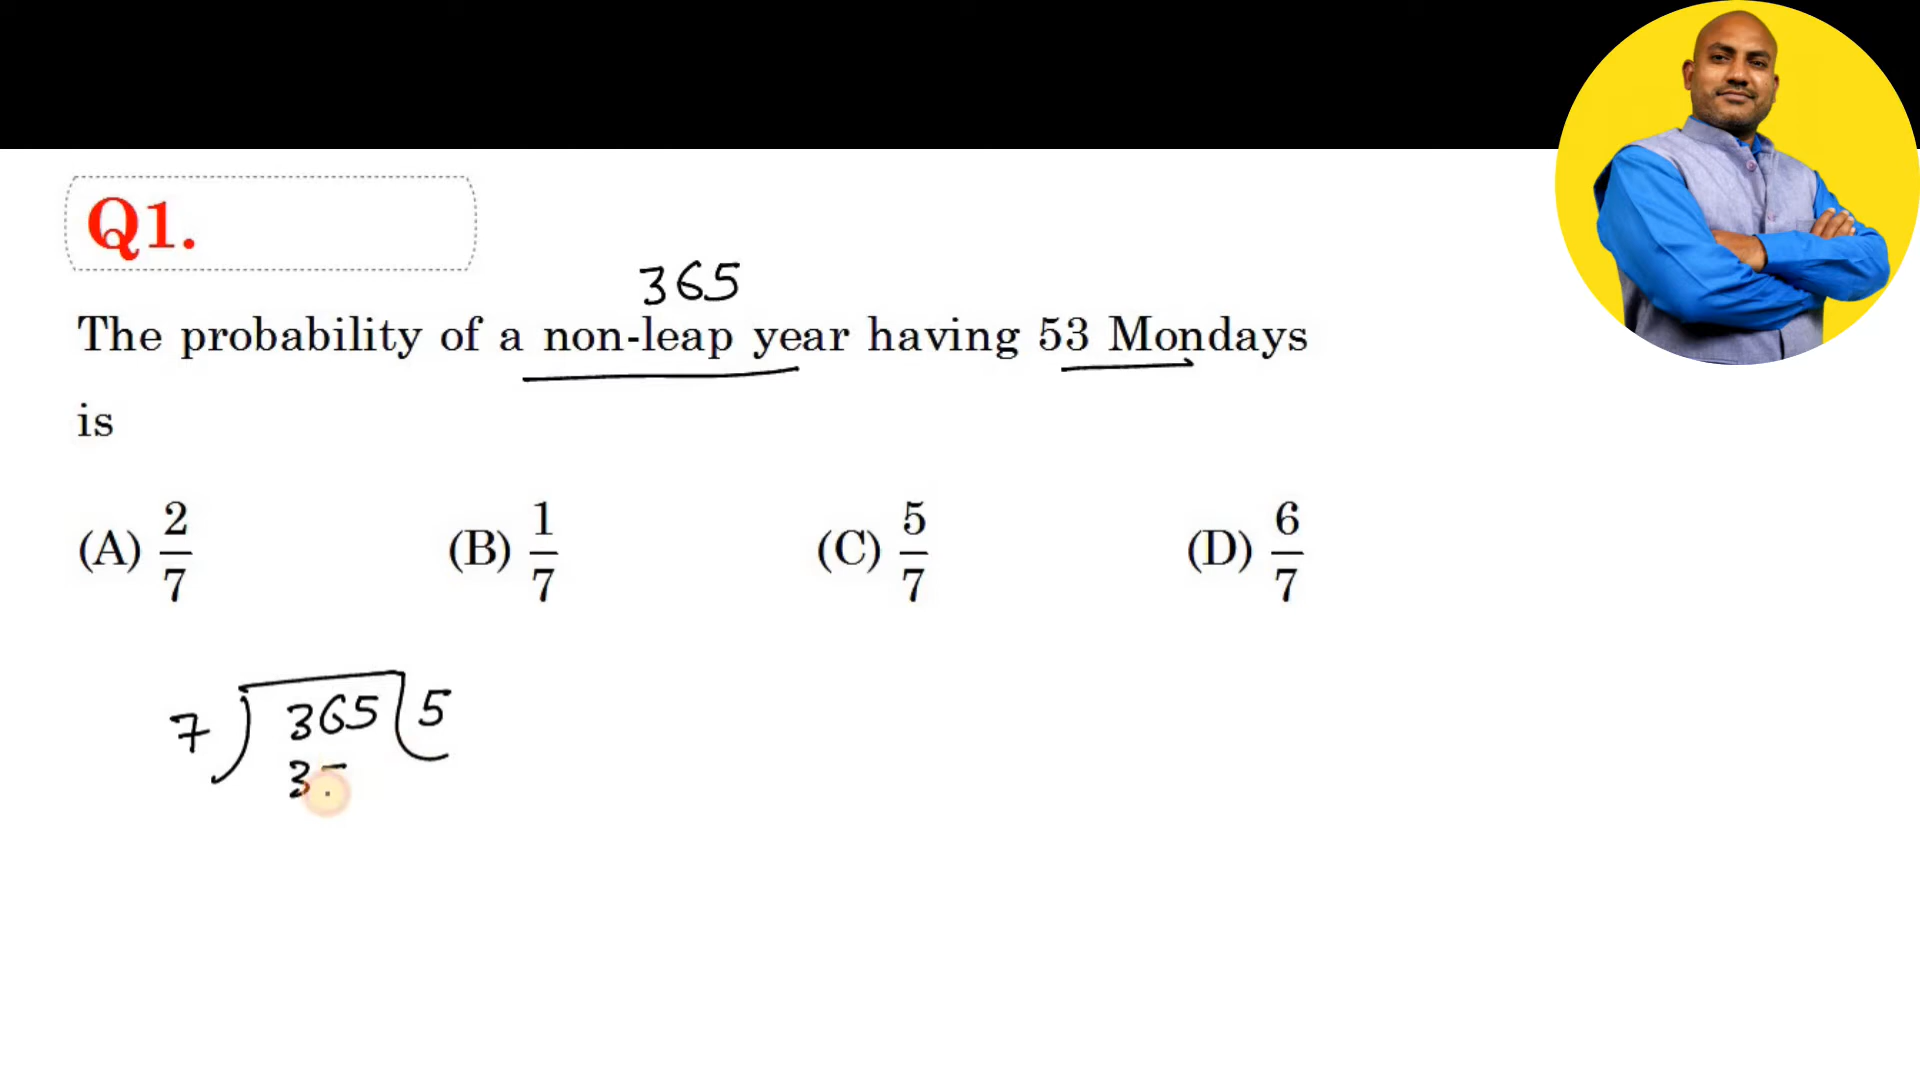 Q1.
365
The probability of a non-leap year having 53 Mondays
is
(A) 2/7 (B) 1/7 (C) 5/7 (D) 6/7
7 ) 365 ( 5
3